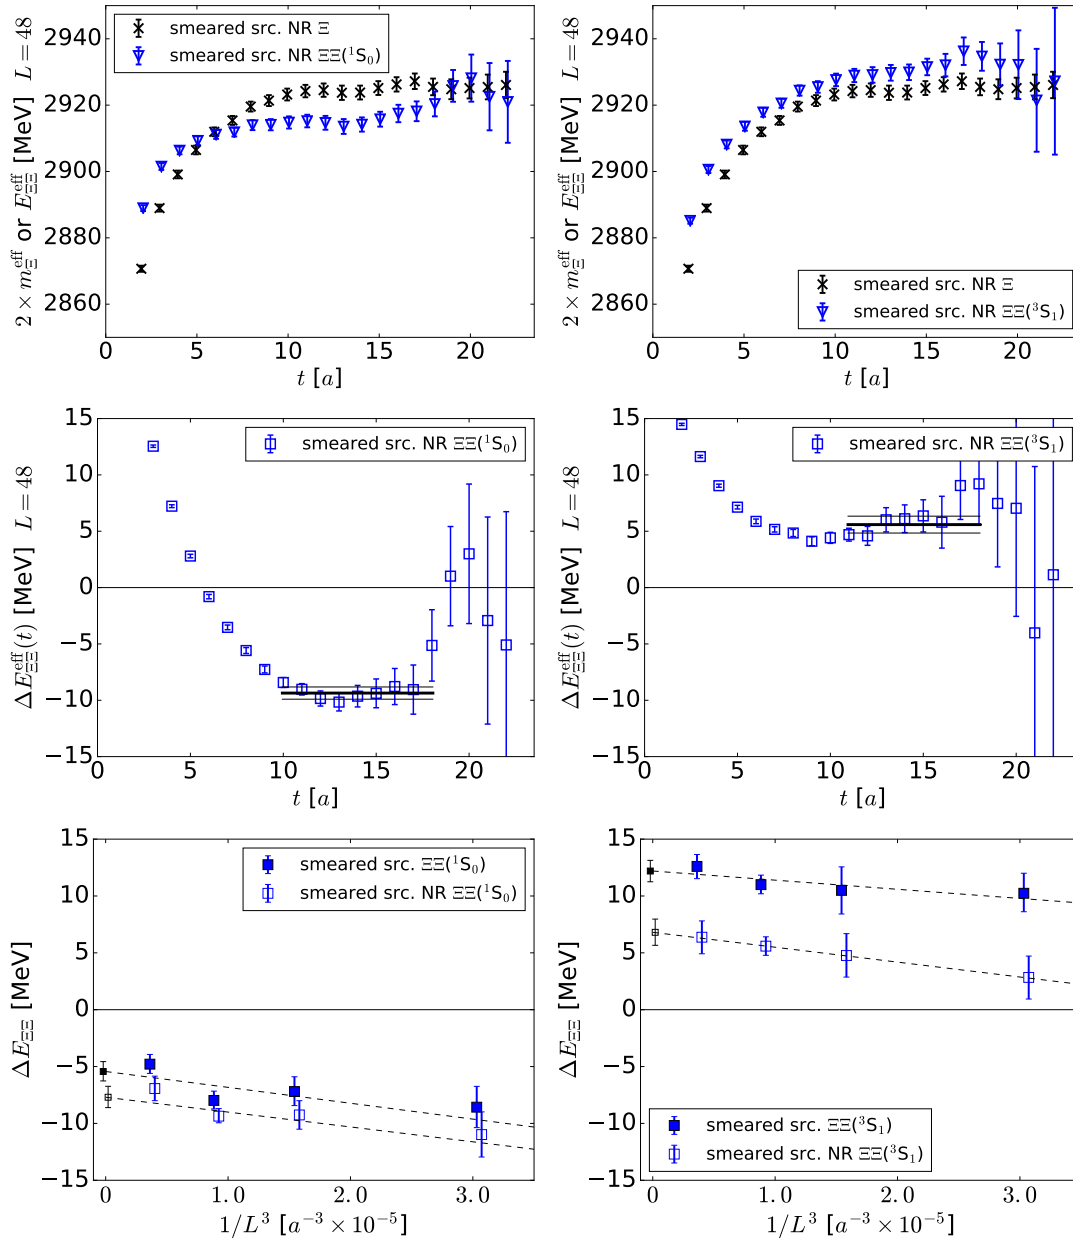 2 × m_Ξ^eff or E_ΞΞ^eff [MeV] L = 48
2940
2920
2900
2880
2860
0 5 10 15 20
t [a]
smeared src. NR Ξ
smeared src. NR ΞΞ(¹S₀)
2 × m_Ξ^eff or E_ΞΞ^eff [MeV] L = 48
2940
2920
2900
2880
2860
0 5 10 15 20
t [a]
smeared src. NR Ξ
smeared src. NR ΞΞ(³S₁)
ΔE_ΞΞ^eff(t) [MeV] L = 48
15
10
5
0
−5
−10
−15
0 5 10 15 20
t [a]
smeared src. NR ΞΞ(¹S₀)
ΔE_ΞΞ^eff(t) [MeV] L = 48
15
10
5
0
−5
−10
−15
0 5 10 15 20
t [a]
smeared src. NR ΞΞ(³S₁)
ΔE_ΞΞ [MeV]
15
10
5
0
−5
−10
−15
0 1.0 2.0 3.0
1/L³ [a⁻³ × 10⁻⁵]
smeared src. ΞΞ(¹S₀)
smeared src. NR ΞΞ(¹S₀)
ΔE_ΞΞ [MeV]
15
10
5
0
−5
−10
−15
0 1.0 2.0 3.0
1/L³ [a⁻³ × 10⁻⁵]
smeared src. ΞΞ(³S₁)
smeared src. NR ΞΞ(³S₁)